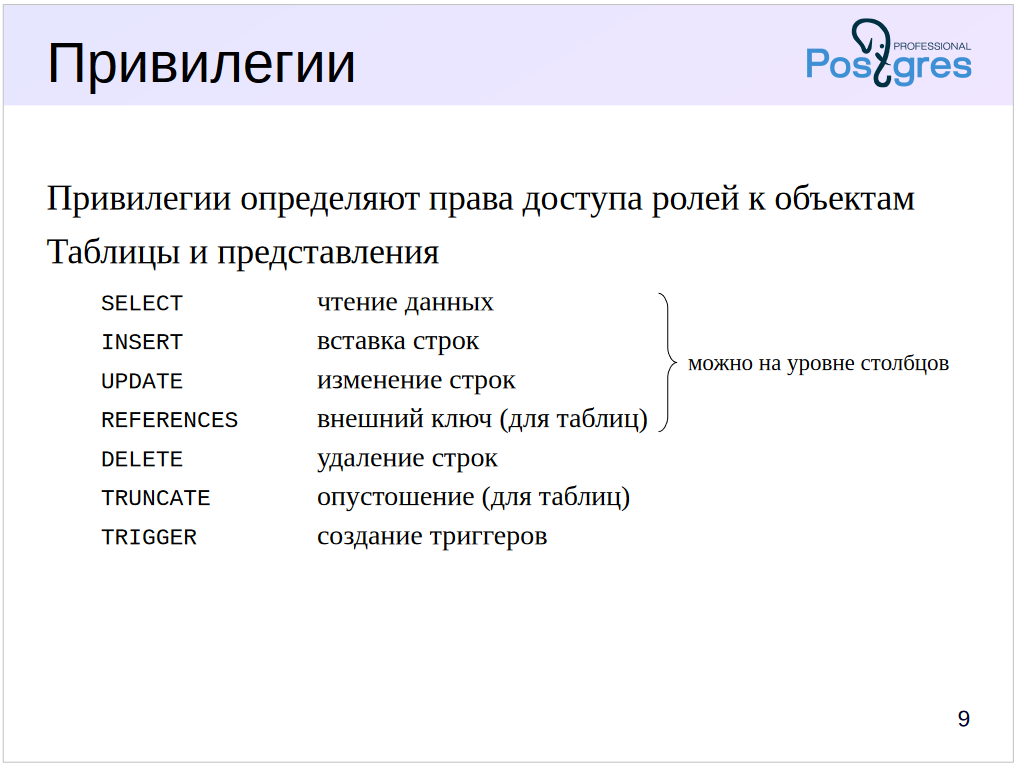 Привилегии
PROFESSIONAL
Postgres
Привилегии определяют права доступа ролей к объектам
Таблицы и представления
SELECT чтение данных
INSERT вставка строк
UPDATE изменение строк
можно на уровне столбцов
REFERENCES внешний ключ (для таблиц)
DELETE удаление строк
TRUNCATE опустошение (для таблиц)
TRIGGER создание триггеров
9